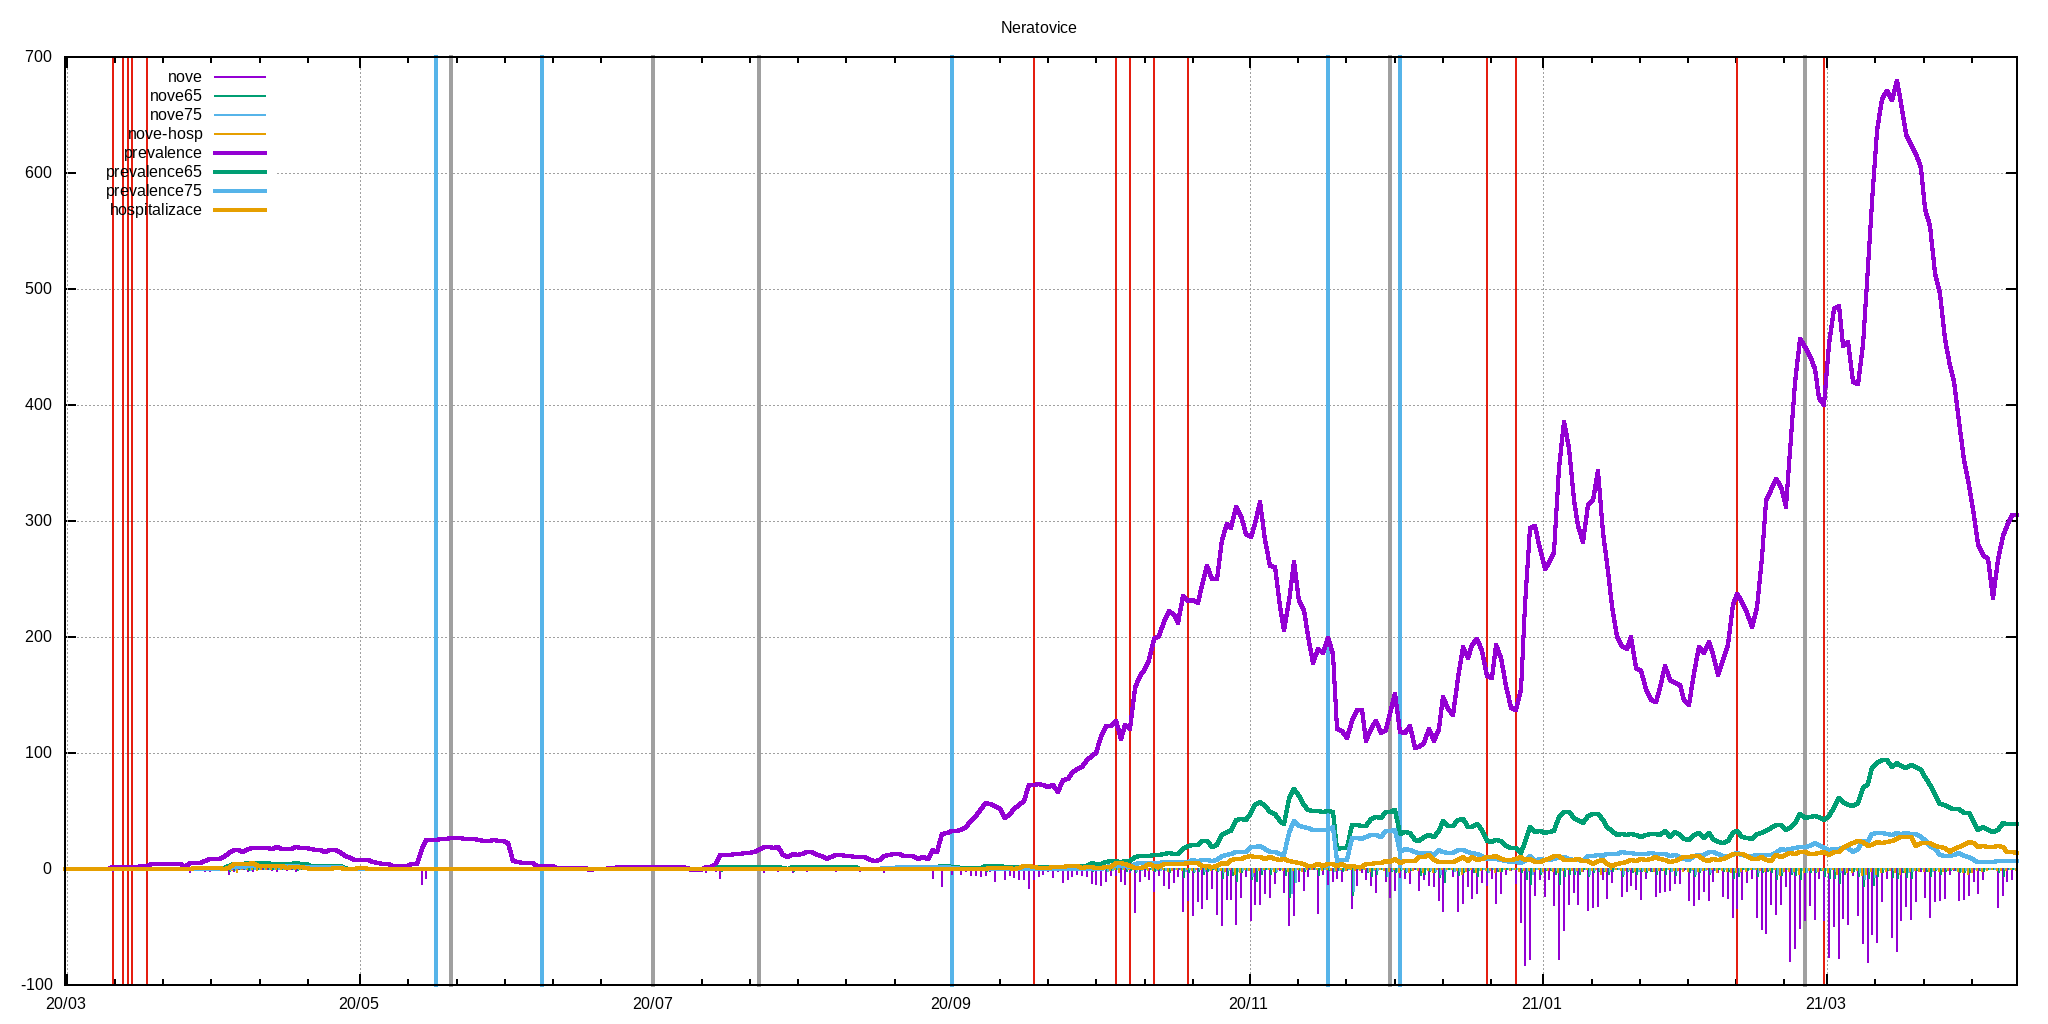 Neratovice
700
nove
nove65
nove75
nove-hosp
prevalence
prevalence65
prevalence75
hospitalizace
600
500
400
300
200
100
0
-100
20/03 20/05 20/07 20/09 20/11 21/01 21/03